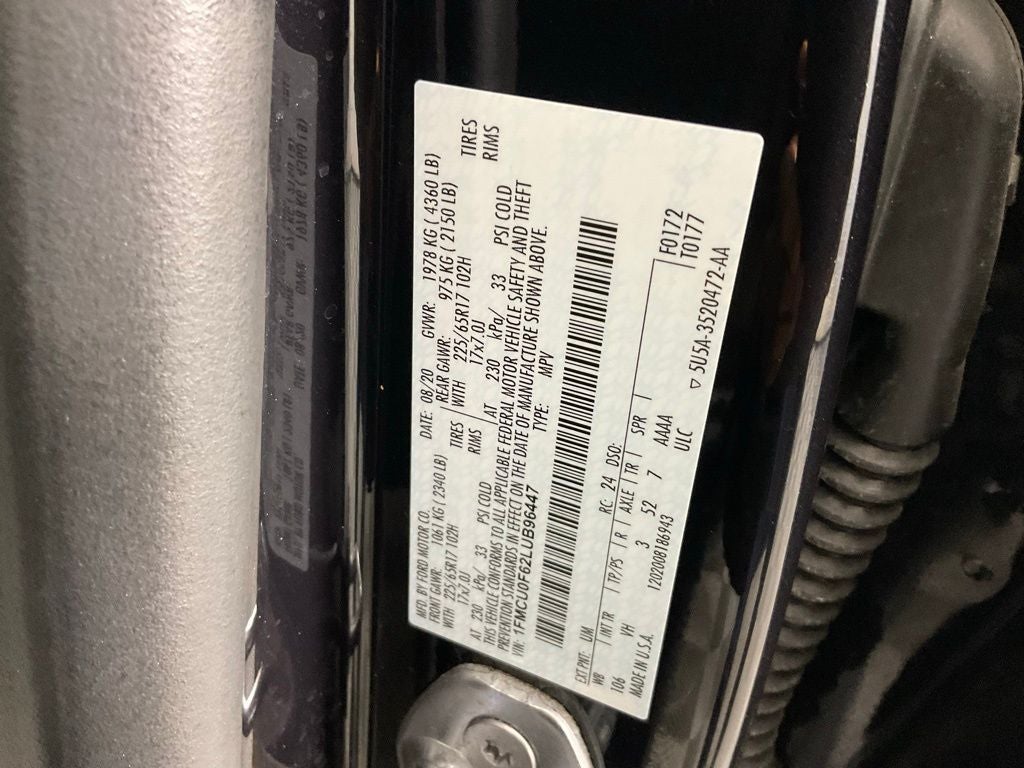 MFD. BY FORD MOTOR CO.
DATE: 08/20 GVWR: 1978 KG ( 4360 LB)
FRONT GAWR: 1061 KG ( 2340 LB) REAR GAWR: 975 KG ( 2150 LB)
WITH 225/65R17 102H TIRES WITH 225/65R17 102H TIRES
17x7.0J RIMS 17x7.0J RIMS
AT 230 kPa/ 33 PSI COLD AT 230 kPa/ 33 PSI COLD
THIS VEHICLE CONFORMS TO ALL APPLICABLE FEDERAL MOTOR VEHICLE SAFETY AND THEFT
PREVENTION STANDARDS IN EFFECT ON THE DATE OF MANUFACTURE SHOWN ABOVE.
VIN: 1FMCU0F62LUB96447 TYPE: MPV
EXT PNT: UM RC: 24 DSO:
WB INT TR TP/PS R AXLE TR SPR F0172
106 VH 3 52 7 AAAA T0177
MADE IN U.S.A. 1202008186943 ULC
▽ 5U5A-3520472-AA